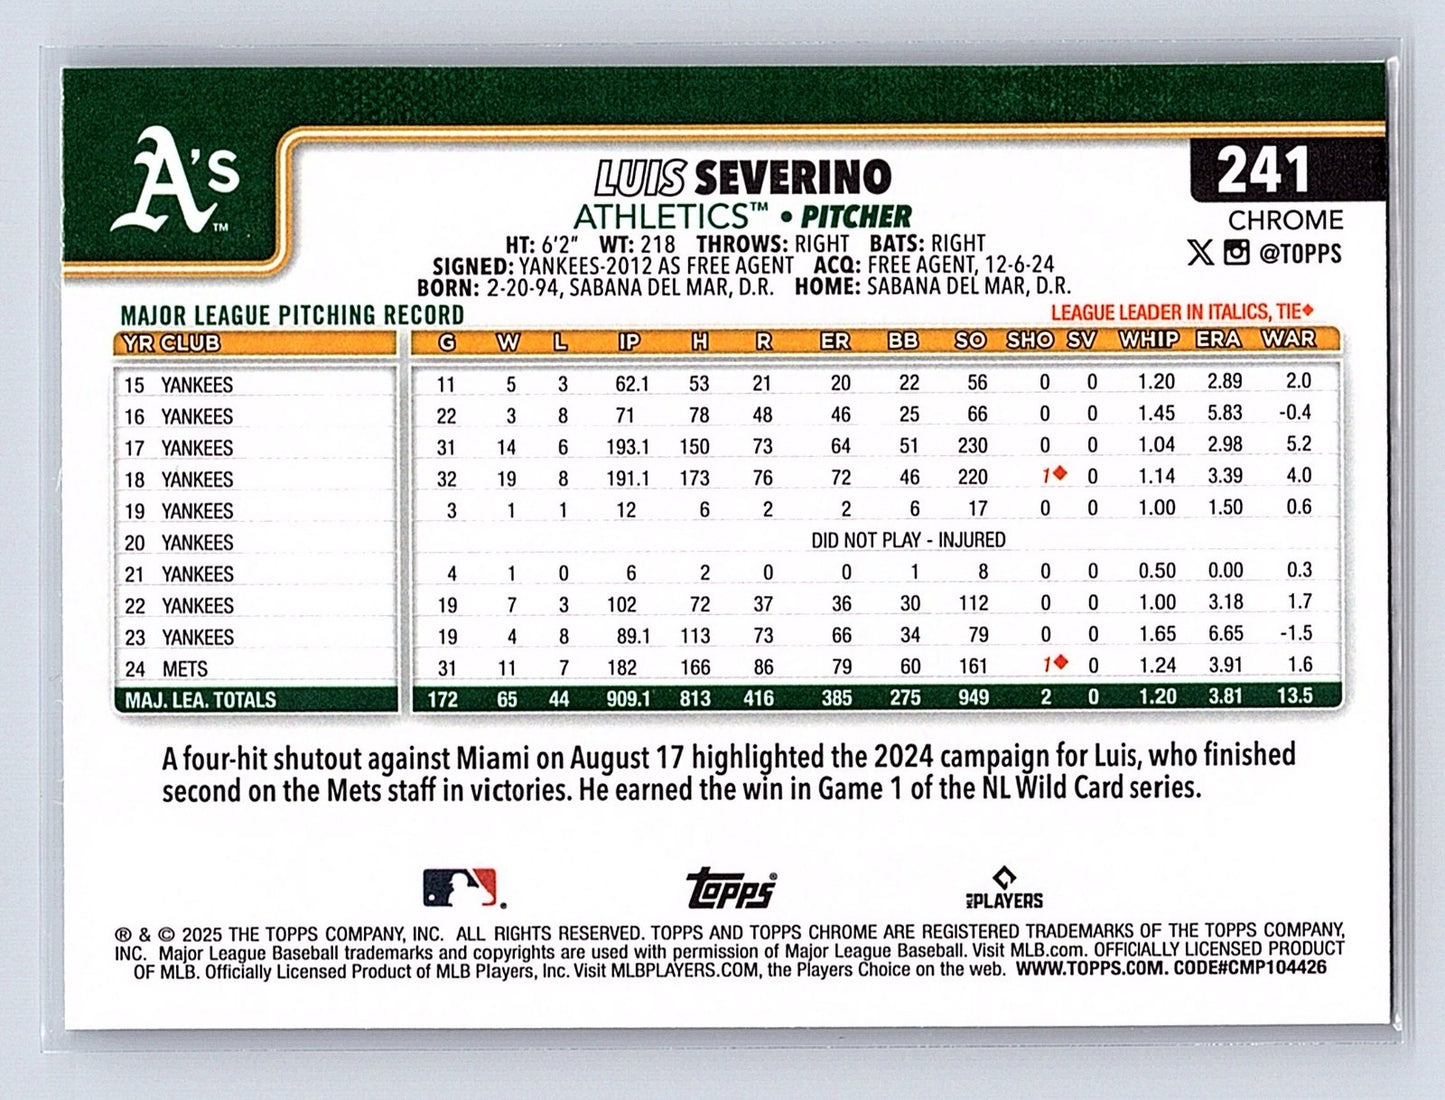 A's™
LUIS SEVERINO
241
ATHLETICS™ • PITCHER
CHROME
HT: 6'2" WT: 218 THROWS: RIGHT BATS: RIGHT
@TOPPS
SIGNED: YANKEES-2012 AS FREE AGENT ACQ: FREE AGENT, 12-6-24
BORN: 2-20-94, SABANA DEL MAR, D.R. HOME: SABANA DEL MAR, D.R.
MAJOR LEAGUE PITCHING RECORD LEAGUE LEADER IN ITALICS, TIE♦
YR CLUB G W L IP H R ER BB SO SHO SV WHIP ERA WAR
15 YANKEES 11 5 3 62.1 53 21 20 22 56 0 0 1.20 2.89 2.0
16 YANKEES 22 3 8 71 78 48 46 25 66 0 0 1.45 5.83 -0.4
17 YANKEES 31 14 6 193.1 150 73 64 51 230 0 0 1.04 2.98 5.2
18 YANKEES 32 19 8 191.1 173 76 72 46 220 1♦ 0 1.14 3.39 4.0
19 YANKEES 3 1 1 12 6 2 2 6 17 0 0 1.00 1.50 0.6
20 YANKEES DID NOT PLAY - INJURED
21 YANKEES 4 1 0 6 2 0 0 1 8 0 0 0.50 0.00 0.3
22 YANKEES 19 7 3 102 72 37 36 30 112 0 0 1.00 3.18 1.7
23 YANKEES 19 4 8 89.1 113 73 66 34 79 0 0 1.65 6.65 -1.5
24 METS 31 11 7 182 166 86 79 60 161 1♦ 0 1.24 3.91 1.6
MAJ. LEA. TOTALS 172 65 44 909.1 813 416 385 275 949 2 0 1.20 3.81 13.5
A four-hit shutout against Miami on August 17 highlighted the 2024 campaign for Luis, who finished
second on the Mets staff in victories. He earned the win in Game 1 of the NL Wild Card series.
Topps®
MLB PLAYERS
® & © 2025 THE TOPPS COMPANY, INC. ALL RIGHTS RESERVED. TOPPS AND TOPPS CHROME ARE REGISTERED TRADEMARKS OF THE TOPPS COMPANY,
INC. Major League Baseball trademarks and copyrights are used with permission of Major League Baseball. Visit MLB.com. OFFICIALLY LICENSED PRODUCT
OF MLB. Officially Licensed Product of MLB Players, Inc. Visit MLBPLAYERS.COM, the Players Choice on the web. WWW.TOPPS.COM. CODE#CMP104426